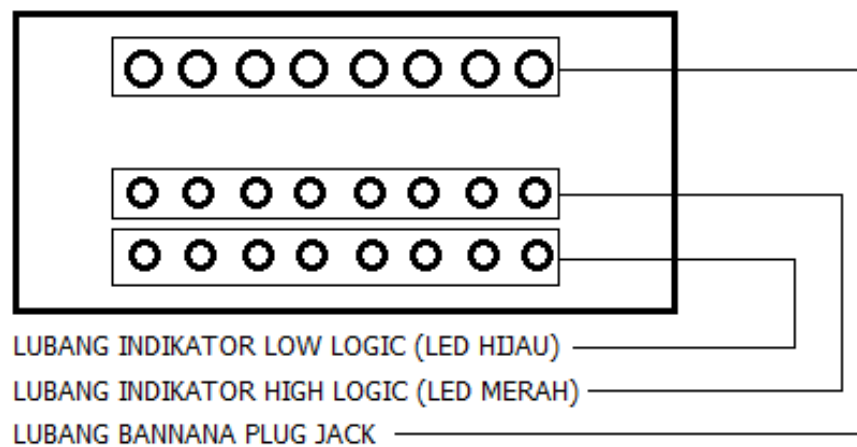 LUBANG INDIKATOR LOW LOGIC (LED HIJAU)
LUBANG INDIKATOR HIGH LOGIC (LED MERAH)
LUBANG BANNANA PLUG JACK